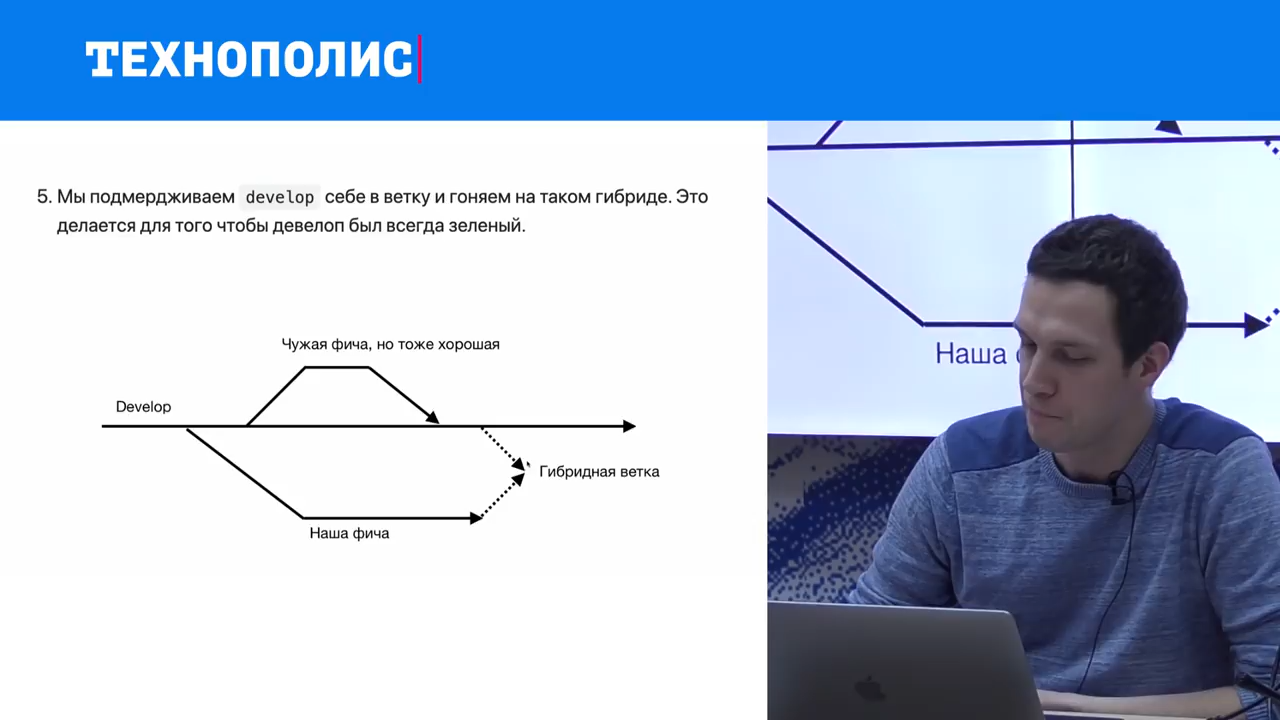 ТЕХНОПОЛИС
5. Мы подмердживаем develop себе в ветку и гоняем на таком гибриде. Это
делается для того чтобы девелоп был всегда зеленый.
Чужая фича, но тоже хорошая
Develop
Гибридная ветка
Наша фича
Наша